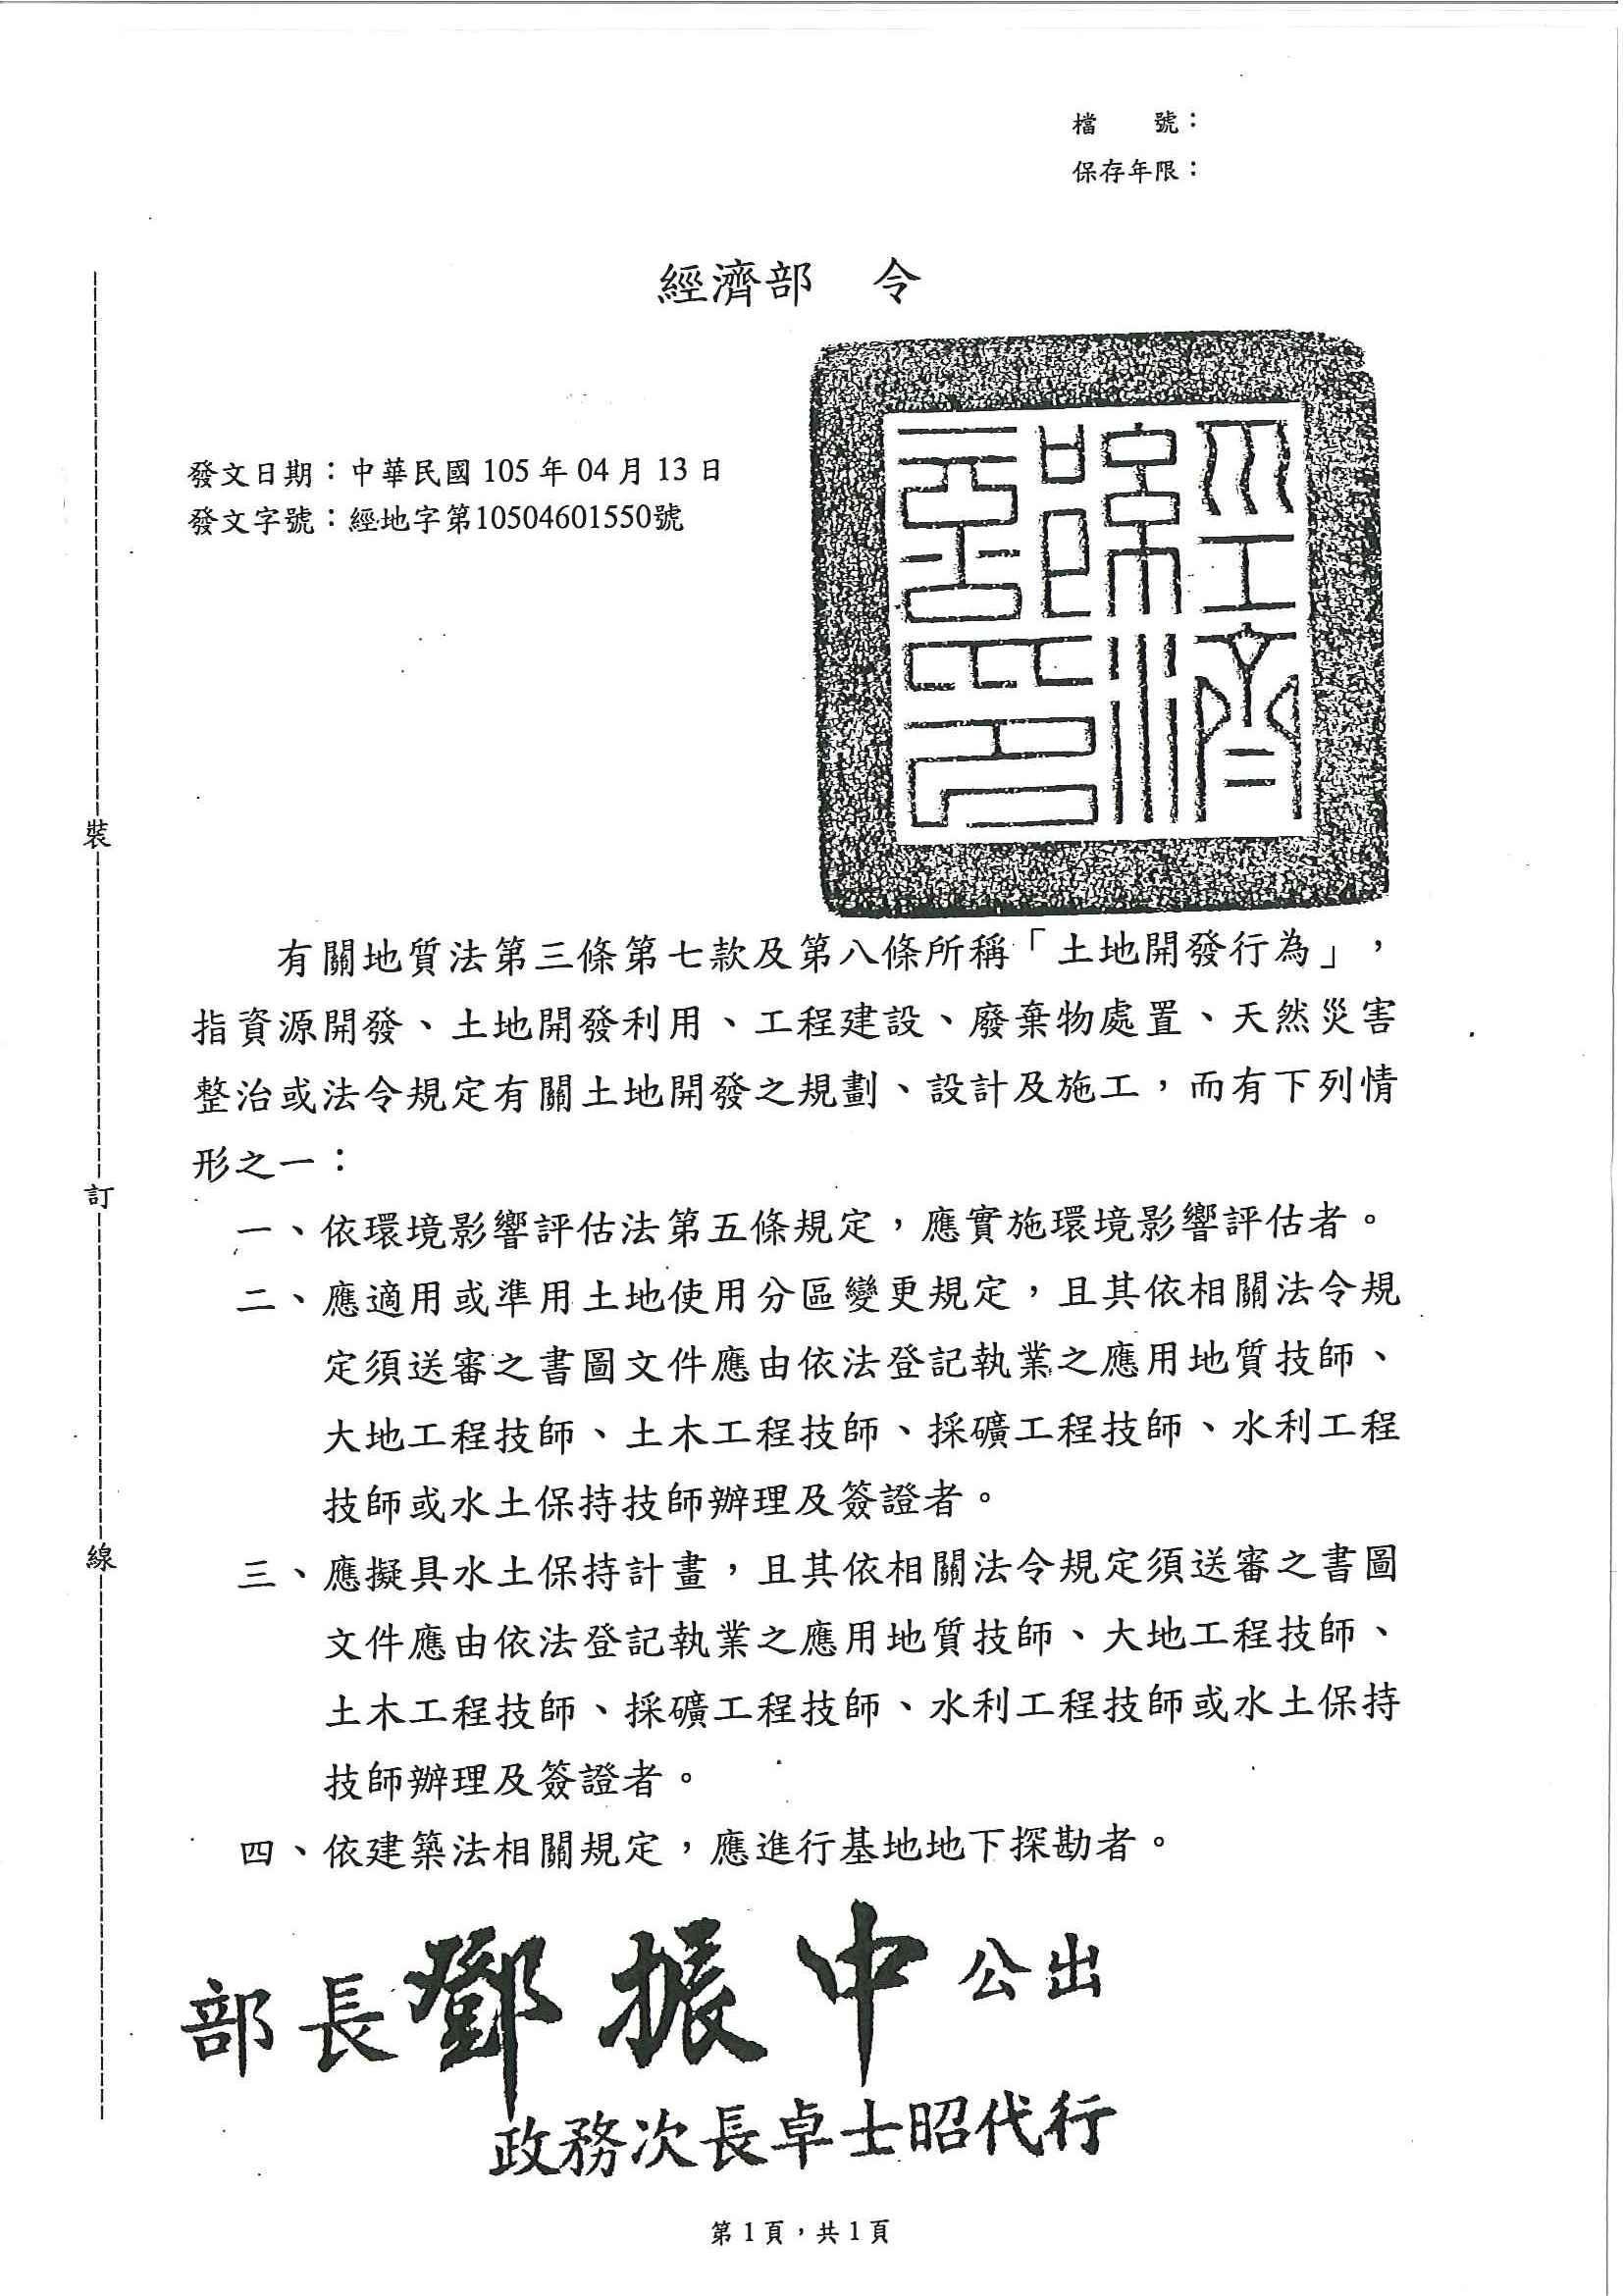 檔　　號：
保存年限：
經濟部　令
發文日期：中華民國 105 年 04 月 13 日
發文字號：經地字第10504601550號
經濟部印
有關地質法第三條第七款及第八條所稱「土地開發行為」，
指資源開發、土地開發利用、工程建設、廢棄物處置、天然災害
整治或法令規定有關土地開發之規劃、設計及施工，而有下列情
形之一：
一、依環境影響評估法第五條規定，應實施環境影響評估者。
二、應適用或準用土地使用分區變更規定，且其依相關法令規
定須送審之書圖文件應由依法登記執業之應用地質技師、
大地工程技師、土木工程技師、採礦工程技師、水利工程
技師或水土保持技師辦理及簽證者。
三、應擬具水土保持計畫，且其依相關法令規定須送審之書圖
文件應由依法登記執業之應用地質技師、大地工程技師、
土木工程技師、採礦工程技師、水利工程技師或水土保持
技師辦理及簽證者。
四、依建築法相關規定，應進行基地地下探勘者。
部長鄧振中公出
政務次長卓士昭代行
第 1 頁，共 1 頁
裝
訂
線